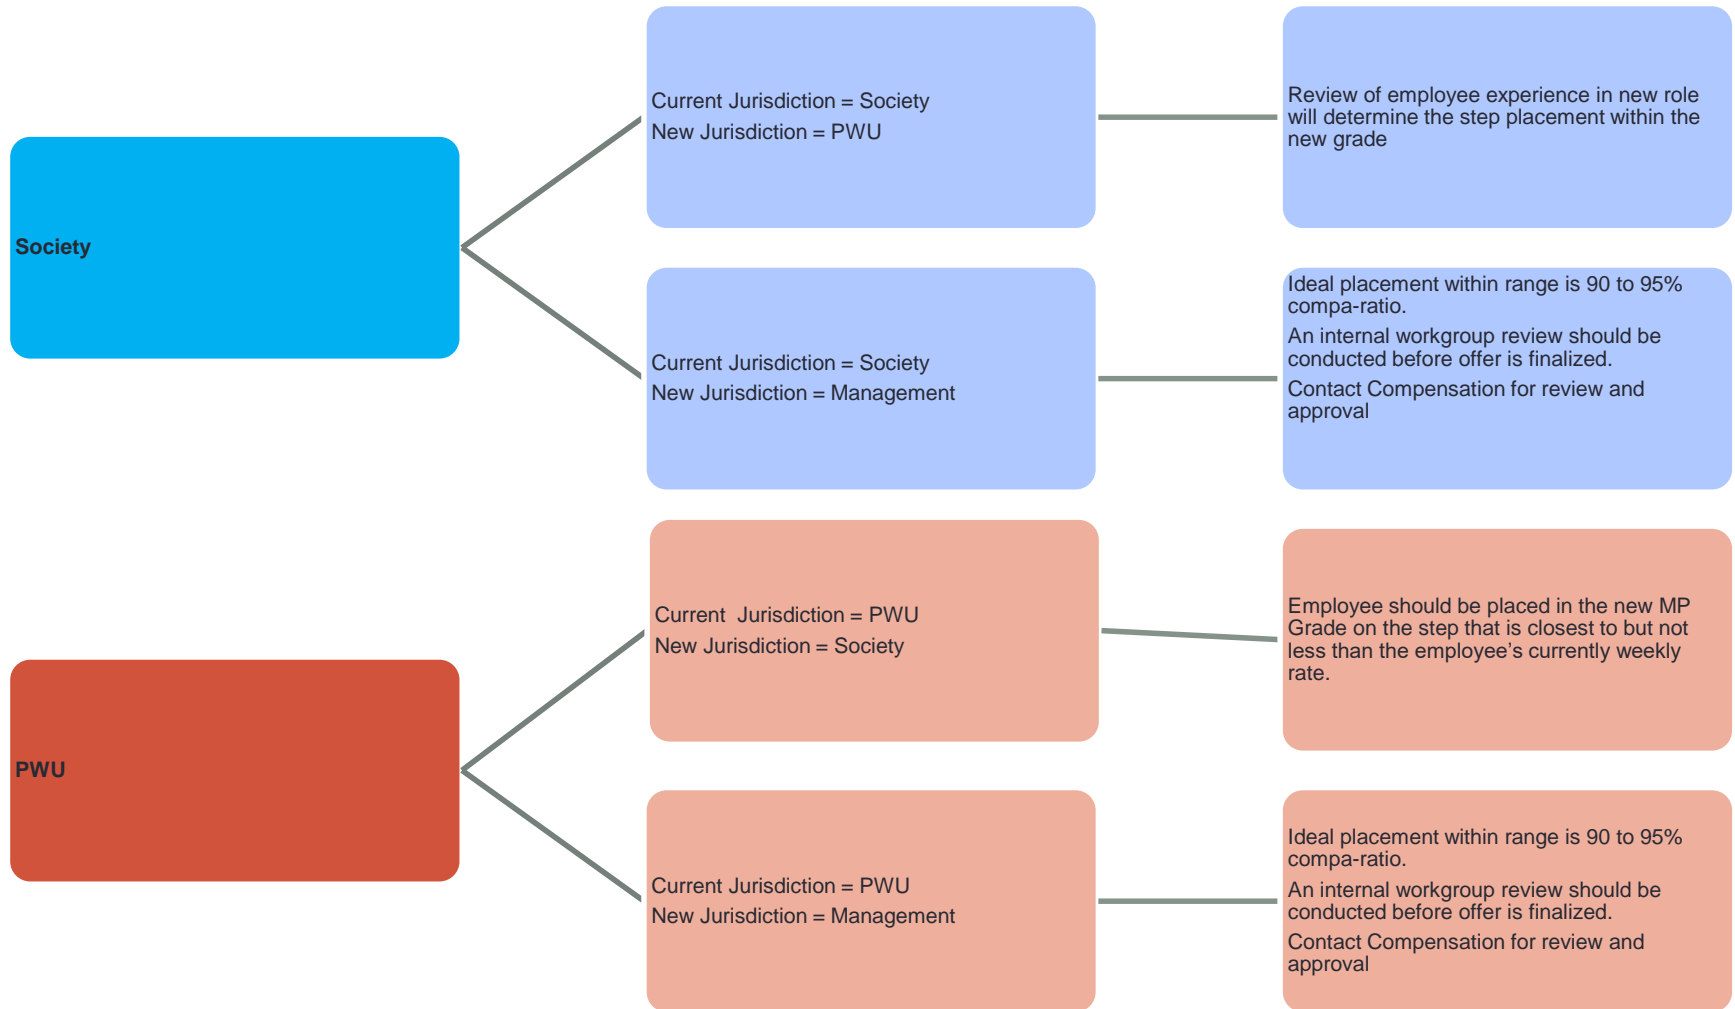 Society
Current Jurisdiction = Society
New Jurisdiction = PWU
Review of employee experience in new role
will determine the step placement within the
new grade
Current Jurisdiction = Society
New Jurisdiction = Management
Ideal placement within range is 90 to 95%
compa-ratio.
An internal workgroup review should be
conducted before offer is finalized.
Contact Compensation for review and
approval
PWU
Current  Jurisdiction = PWU
New Jurisdiction = Society
Employee should be placed in the new MP
Grade on the step that is closest to but not
less than the employee’s currently weekly
rate.
Current Jurisdiction = PWU
New Jurisdiction = Management
Ideal placement within range is 90 to 95%
compa-ratio.
An internal workgroup review should be
conducted before offer is finalized.
Contact Compensation for review and
approval